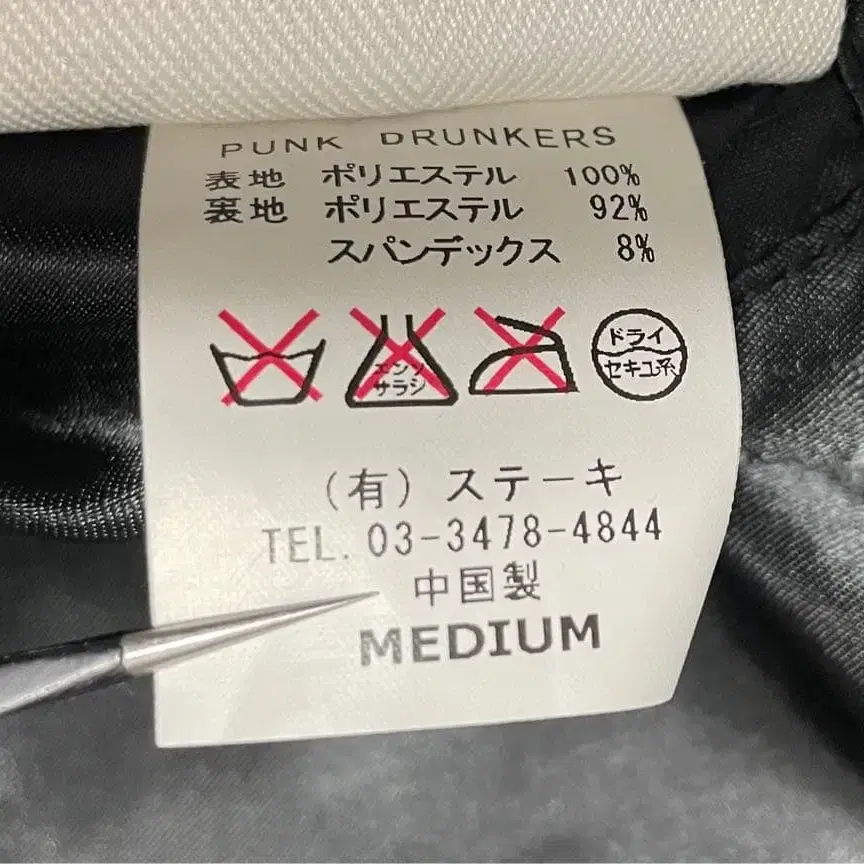 PUNK DRUNKERS
表地 ポリエステル 100%
裏地 ポリエステル 92%
スパンデックス 8%
エンソ
サラシ
ドライ
セキユ系
(有) ステーキ
TEL. 03-3478-4844
中国製
MEDIUM